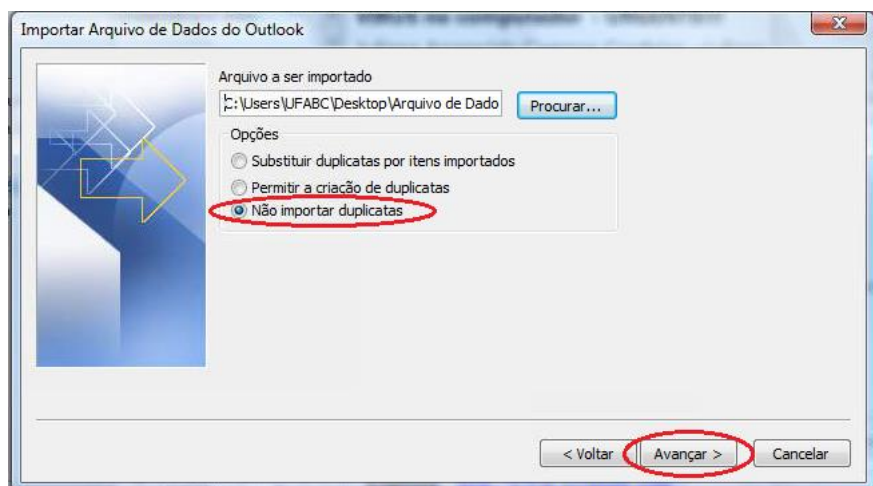 Importar Arquivo de Dados do Outlook
Arquivo a ser importado
C:\Users\UFABC\Desktop\Arquivo de Dado
Procurar...
Opções
Substituir duplicatas por itens importados
Permitir a criação de duplicatas
Não importar duplicatas
< Voltar
Avançar >
Cancelar